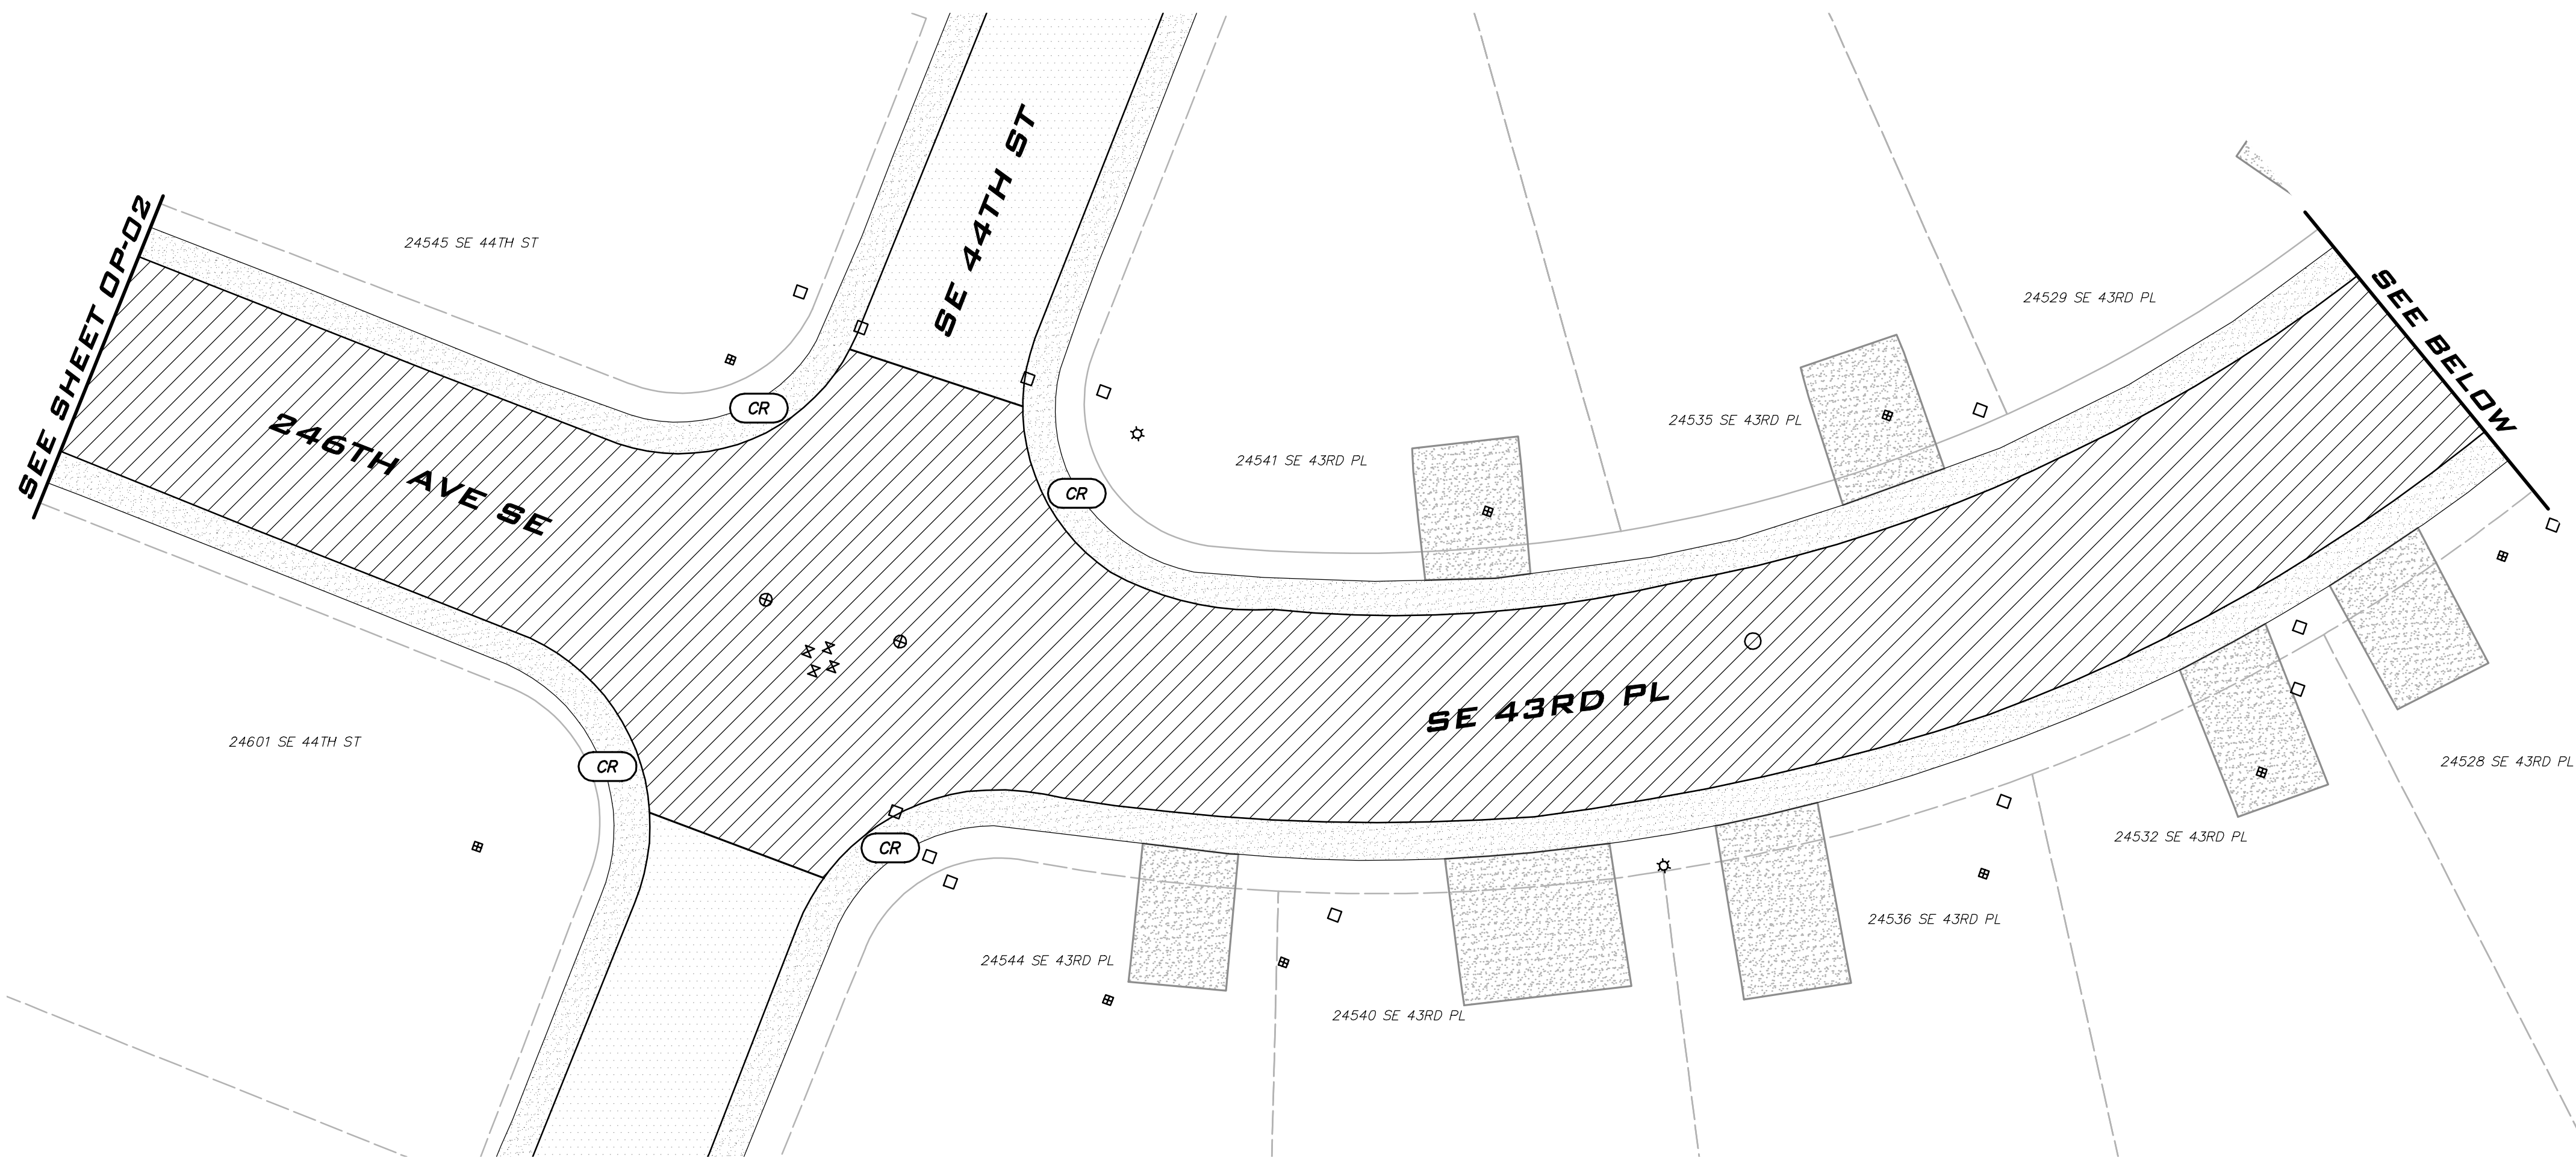 SE 44TH ST
SEE SHEET OP-02
24545 SE 44TH ST
SEE BELOW
24529 SE 43RD PL
CR
24535 SE 43RD PL
246TH AVE SE
24541 SE 43RD PL
CR
SE 43RD PL
24601 SE 44TH ST
CR
24528 SE 43RD PL
CR
24532 SE 43RD PL
24536 SE 43RD PL
24544 SE 43RD PL
24540 SE 43RD PL